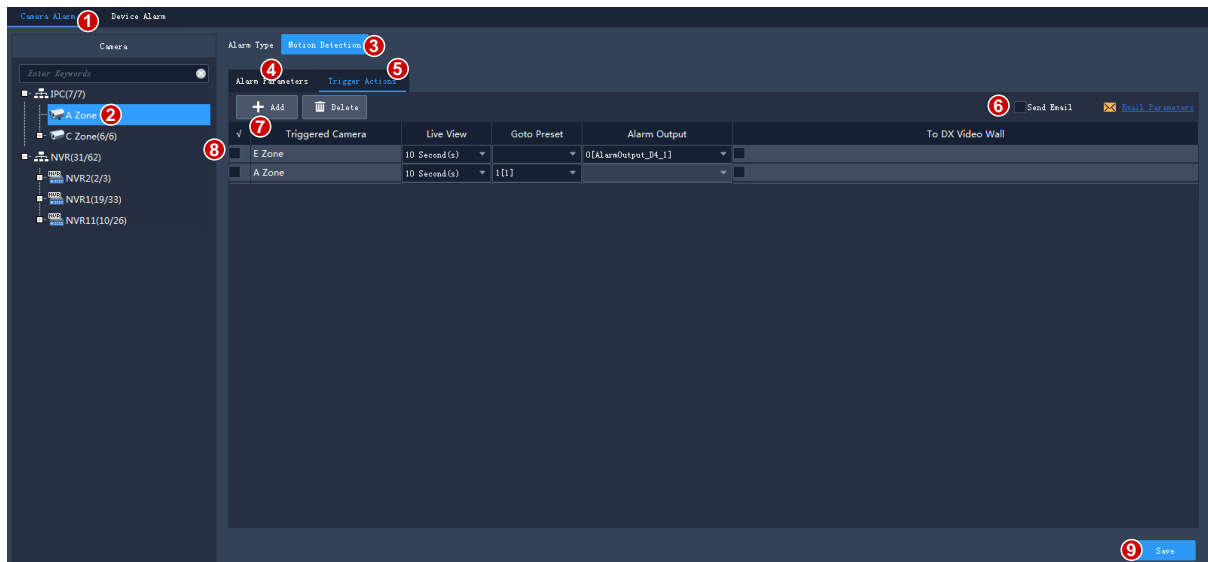 Camera Alarm 1 Device Alarm
Camera
Alarm Type Motion Detection 3
Enter Keywords
4 5
Alarm Parameters Trigger Actions
IPC(7/7)
Add Delete 6 Send Email Email Parameters
A Zone 2
7
√ Triggered Camera Live View Goto Preset Alarm Output To DX Video Wall
C Zone(6/6)
8 E Zone 10 Second(s) 0[AlarmOutput_D4_1]
NVR(31/62)
A Zone 10 Second(s) 1[1]
NVR2(2/3)
NVR1(19/33)
NVR11(10/26)
9 Save